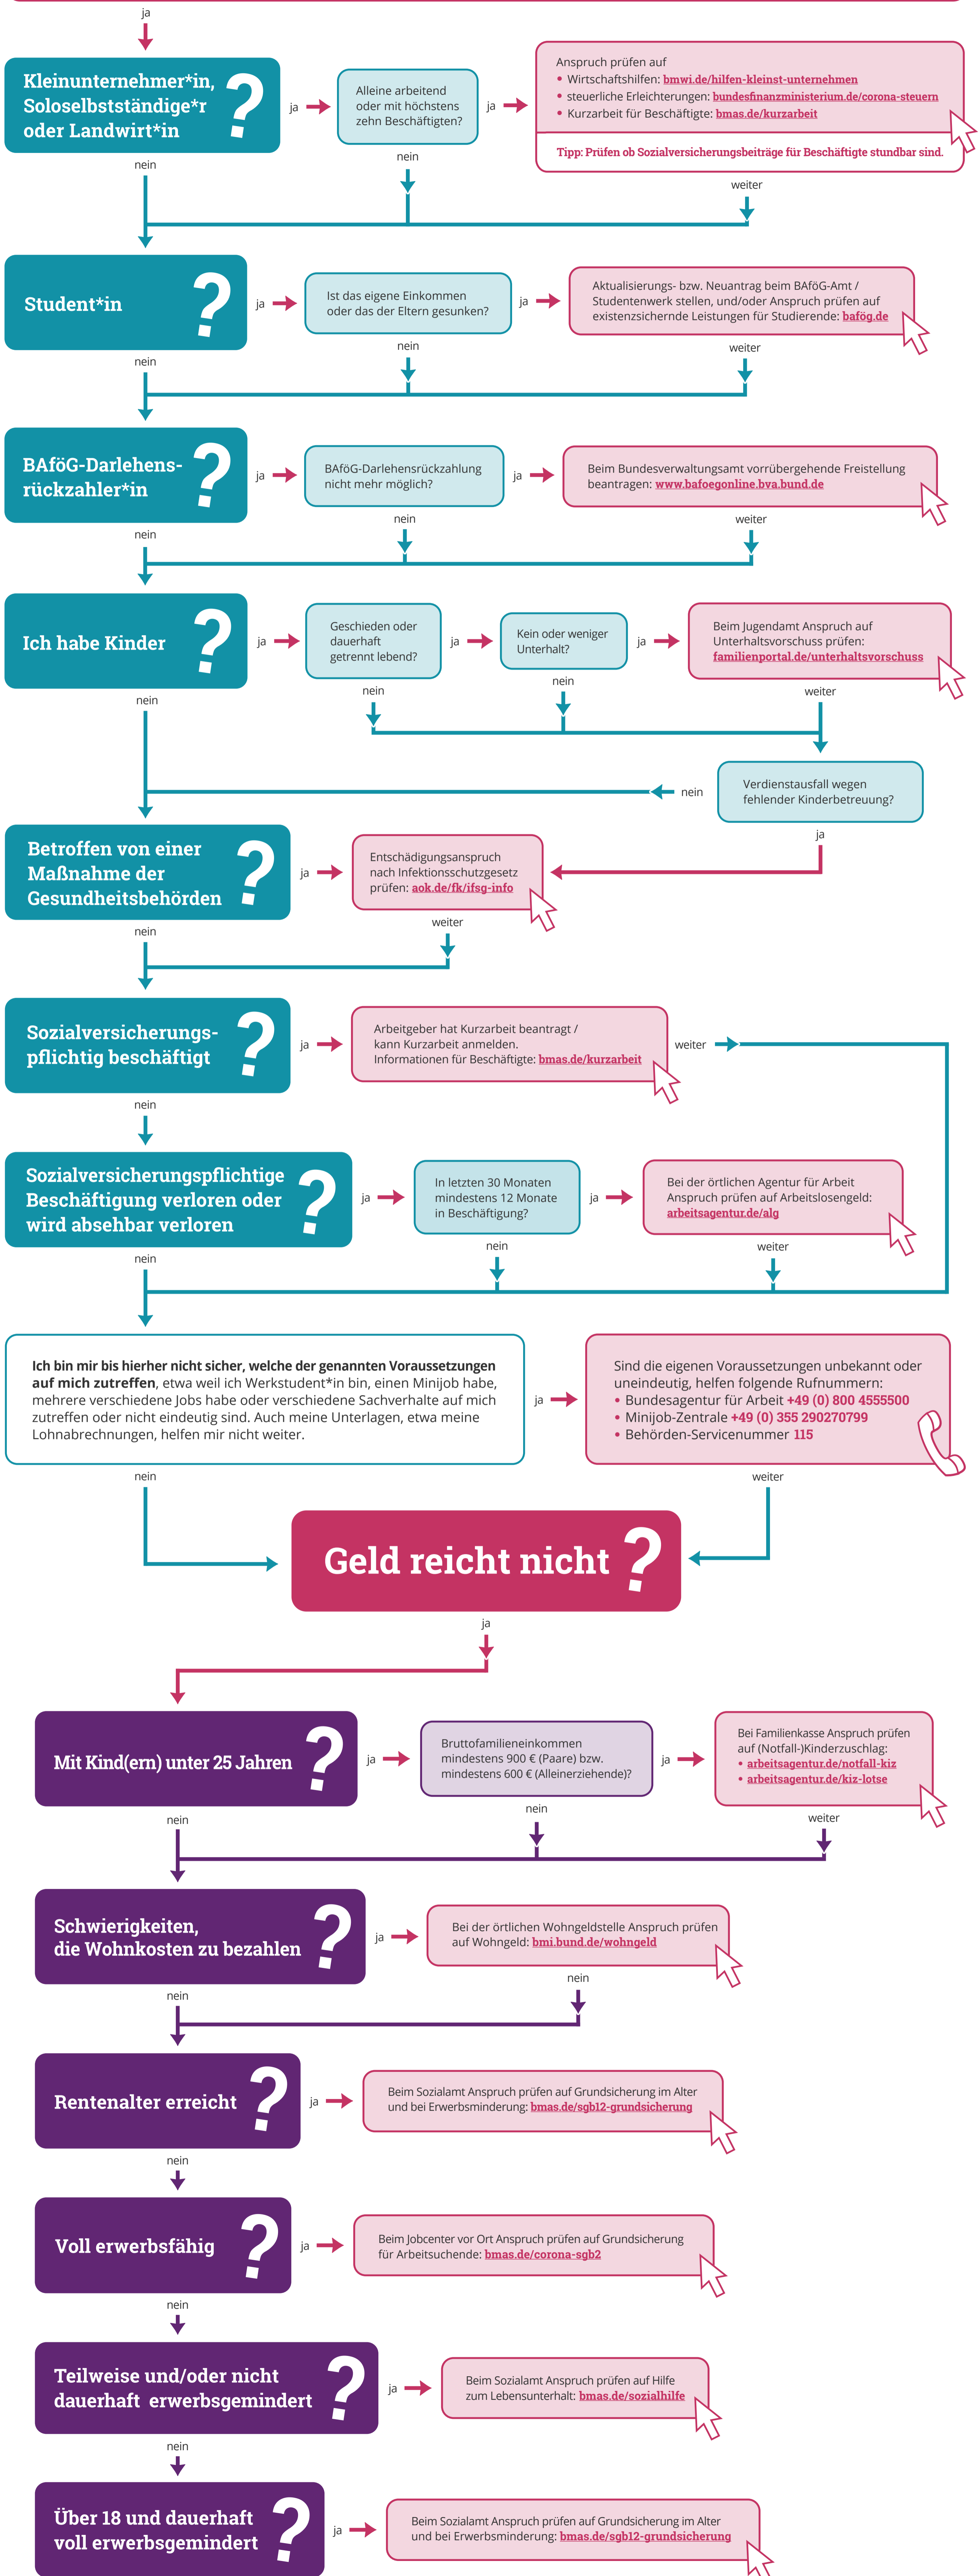 ja
Kleinunternehmer*in,
Soloselbstständige*r
oder Landwirt*in
?
ja
Alleine arbeitend
oder mit höchstens
zehn Beschäftigten?
ja
Anspruch prüfen auf
• Wirtschaftshilfen: bmwi.de/hilfen-kleinst-unternehmen
• steuerliche Erleichterungen: bundesfinanzministerium.de/corona-steuern
• Kurzarbeit für Beschäftigte: bmas.de/kurzarbeit
Tipp: Prüfen ob Sozialversicherungsbeiträge für Beschäftigte stundbar sind.
nein
nein
weiter
Student*in
?
ja
Ist das eigene Einkommen
oder das der Eltern gesunken?
ja
Aktualisierungs- bzw. Neuantrag beim BAföG-Amt /
Studentenwerk stellen, und/oder Anspruch prüfen auf
existenzsichernde Leistungen für Studierende: bafög.de
nein
nein
weiter
BAföG-Darlehens-
rückzahler*in
?
ja
BAföG-Darlehensrückzahlung
nicht mehr möglich?
ja
Beim Bundesverwaltungsamt vorrübergehende Freistellung
beantragen: www.bafoegonline.bva.bund.de
nein
nein
weiter
Ich habe Kinder
?
ja
Geschieden oder
dauerhaft
getrennt lebend?
ja
Kein oder weniger
Unterhalt?
ja
Beim Jugendamt Anspruch auf
Unterhaltsvorschuss prüfen:
familienportal.de/unterhaltsvorschuss
nein
nein
nein
weiter
Verdienstausfall wegen
fehlender Kinderbetreuung?
nein
ja
Betroffen von einer
Maßnahme der
Gesundheitsbehörden
?
ja
Entschädigungsanspruch
nach Infektionsschutzgesetz
prüfen: aok.de/fk/ifsg-info
nein
weiter
Sozialversicherungs-
pflichtig beschäftigt
?
ja
Arbeitgeber hat Kurzarbeit beantragt /
kann Kurzarbeit anmelden.
Informationen für Beschäftigte: bmas.de/kurzarbeit
weiter
nein
Sozialversicherungspflichtige
Beschäftigung verloren oder
wird absehbar verloren
?
ja
In letzten 30 Monaten
mindestens 12 Monate
in Beschäftigung?
ja
Bei der örtlichen Agentur für Arbeit
Anspruch prüfen auf Arbeitslosengeld:
arbeitsagentur.de/alg
nein
nein
weiter
Ich bin mir bis hierher nicht sicher, welche der genannten Voraussetzungen
auf mich zutreffen, etwa weil ich Werkstudent*in bin, einen Minijob habe,
mehrere verschiedene Jobs habe oder verschiedene Sachverhalte auf mich
zutreffen oder nicht eindeutig sind. Auch meine Unterlagen, etwa meine
Lohnabrechnungen, helfen mir nicht weiter.
ja
Sind die eigenen Voraussetzungen unbekannt oder
uneindeutig, helfen folgende Rufnummern:
• Bundesagentur für Arbeit +49 (0) 800 4555500
• Minijob-Zentrale +49 (0) 355 290270799
• Behörden-Servicenummer 115
nein
weiter
Geld reicht nicht
?
ja
Mit Kind(ern) unter 25 Jahren
?
ja
Bruttofamilieneinkommen
mindestens 900 € (Paare) bzw.
mindestens 600 € (Alleinerziehende)?
ja
Bei Familienkasse Anspruch prüfen
auf (Notfall-)Kinderzuschlag:
• arbeitsagentur.de/notfall-kiz
• arbeitsagentur.de/kiz-lotse
nein
nein
weiter
Schwierigkeiten,
die Wohnkosten zu bezahlen
?
ja
Bei der örtlichen Wohngeldstelle Anspruch prüfen
auf Wohngeld: bmi.bund.de/wohngeld
nein
nein
Rentenalter erreicht
?
ja
Beim Sozialamt Anspruch prüfen auf Grundsicherung im Alter
und bei Erwerbsminderung: bmas.de/sgb12-grundsicherung
nein
Voll erwerbsfähig
?
ja
Beim Jobcenter vor Ort Anspruch prüfen auf Grundsicherung
für Arbeitsuchende: bmas.de/corona-sgb2
nein
Teilweise und/oder nicht
dauerhaft erwerbsgemindert
?
ja
Beim Sozialamt Anspruch prüfen auf Hilfe
zum Lebensunterhalt: bmas.de/sozialhilfe
nein
Über 18 und dauerhaft
voll erwerbsgemindert
?
ja
Beim Sozialamt Anspruch prüfen auf Grundsicherung im Alter
und bei Erwerbsminderung: bmas.de/sgb12-grundsicherung